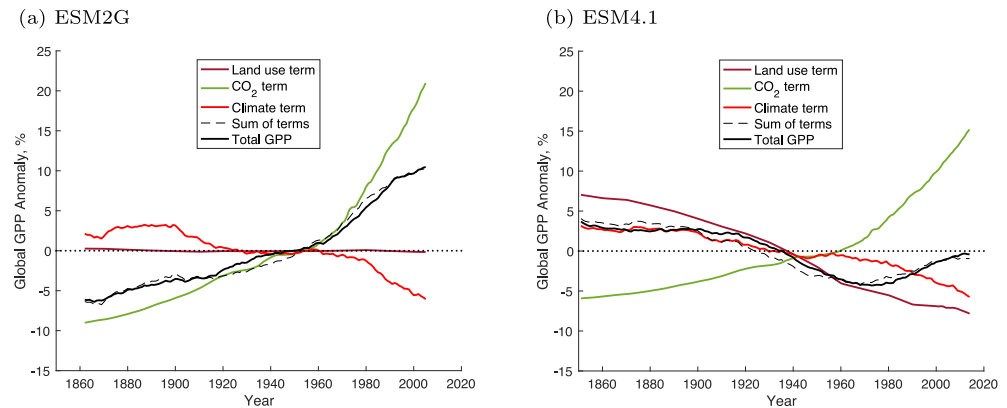 (a) ESM2G
25
20
15
10
5
0
-5
-10
-15
Global GPP Anomaly, %
Land use term
CO2 term
Climate term
Sum of terms
Total GPP
1860 1880 1900 1920 1940 1960 1980 2000 2020
Year
(b) ESM4.1
25
20
15
10
5
0
-5
-10
-15
Global GPP Anomaly, %
Land use term
CO2 term
Climate term
Sum of terms
Total GPP
1860 1880 1900 1920 1940 1960 1980 2000 2020
Year